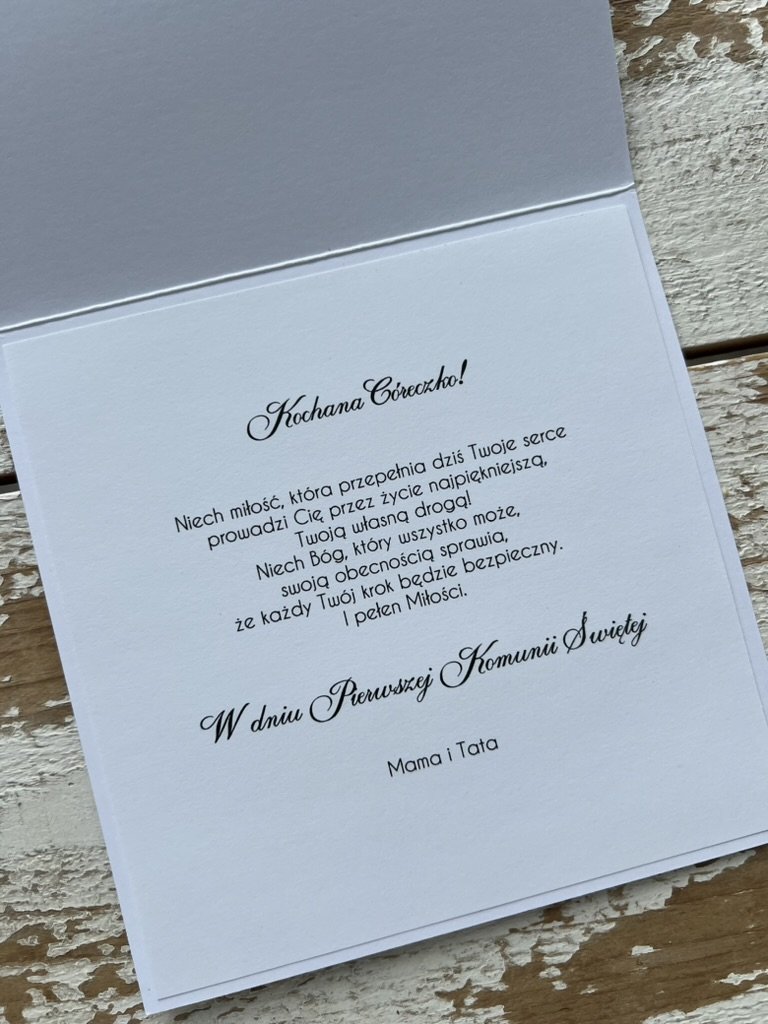 Kochana Córeczko!
Niech miłość, która przepełnia dziś Twoje serce
prowadzi Cię przez życie najpiękniejszą,
Twoją własną drogą!
Niech Bóg, który wszystko może,
swoją obecnością sprawia,
że każdy Twój krok będzie bezpieczny.
I pełen Miłości.
W dniu Pierwszej Komunii Świętej
Mama i Tata